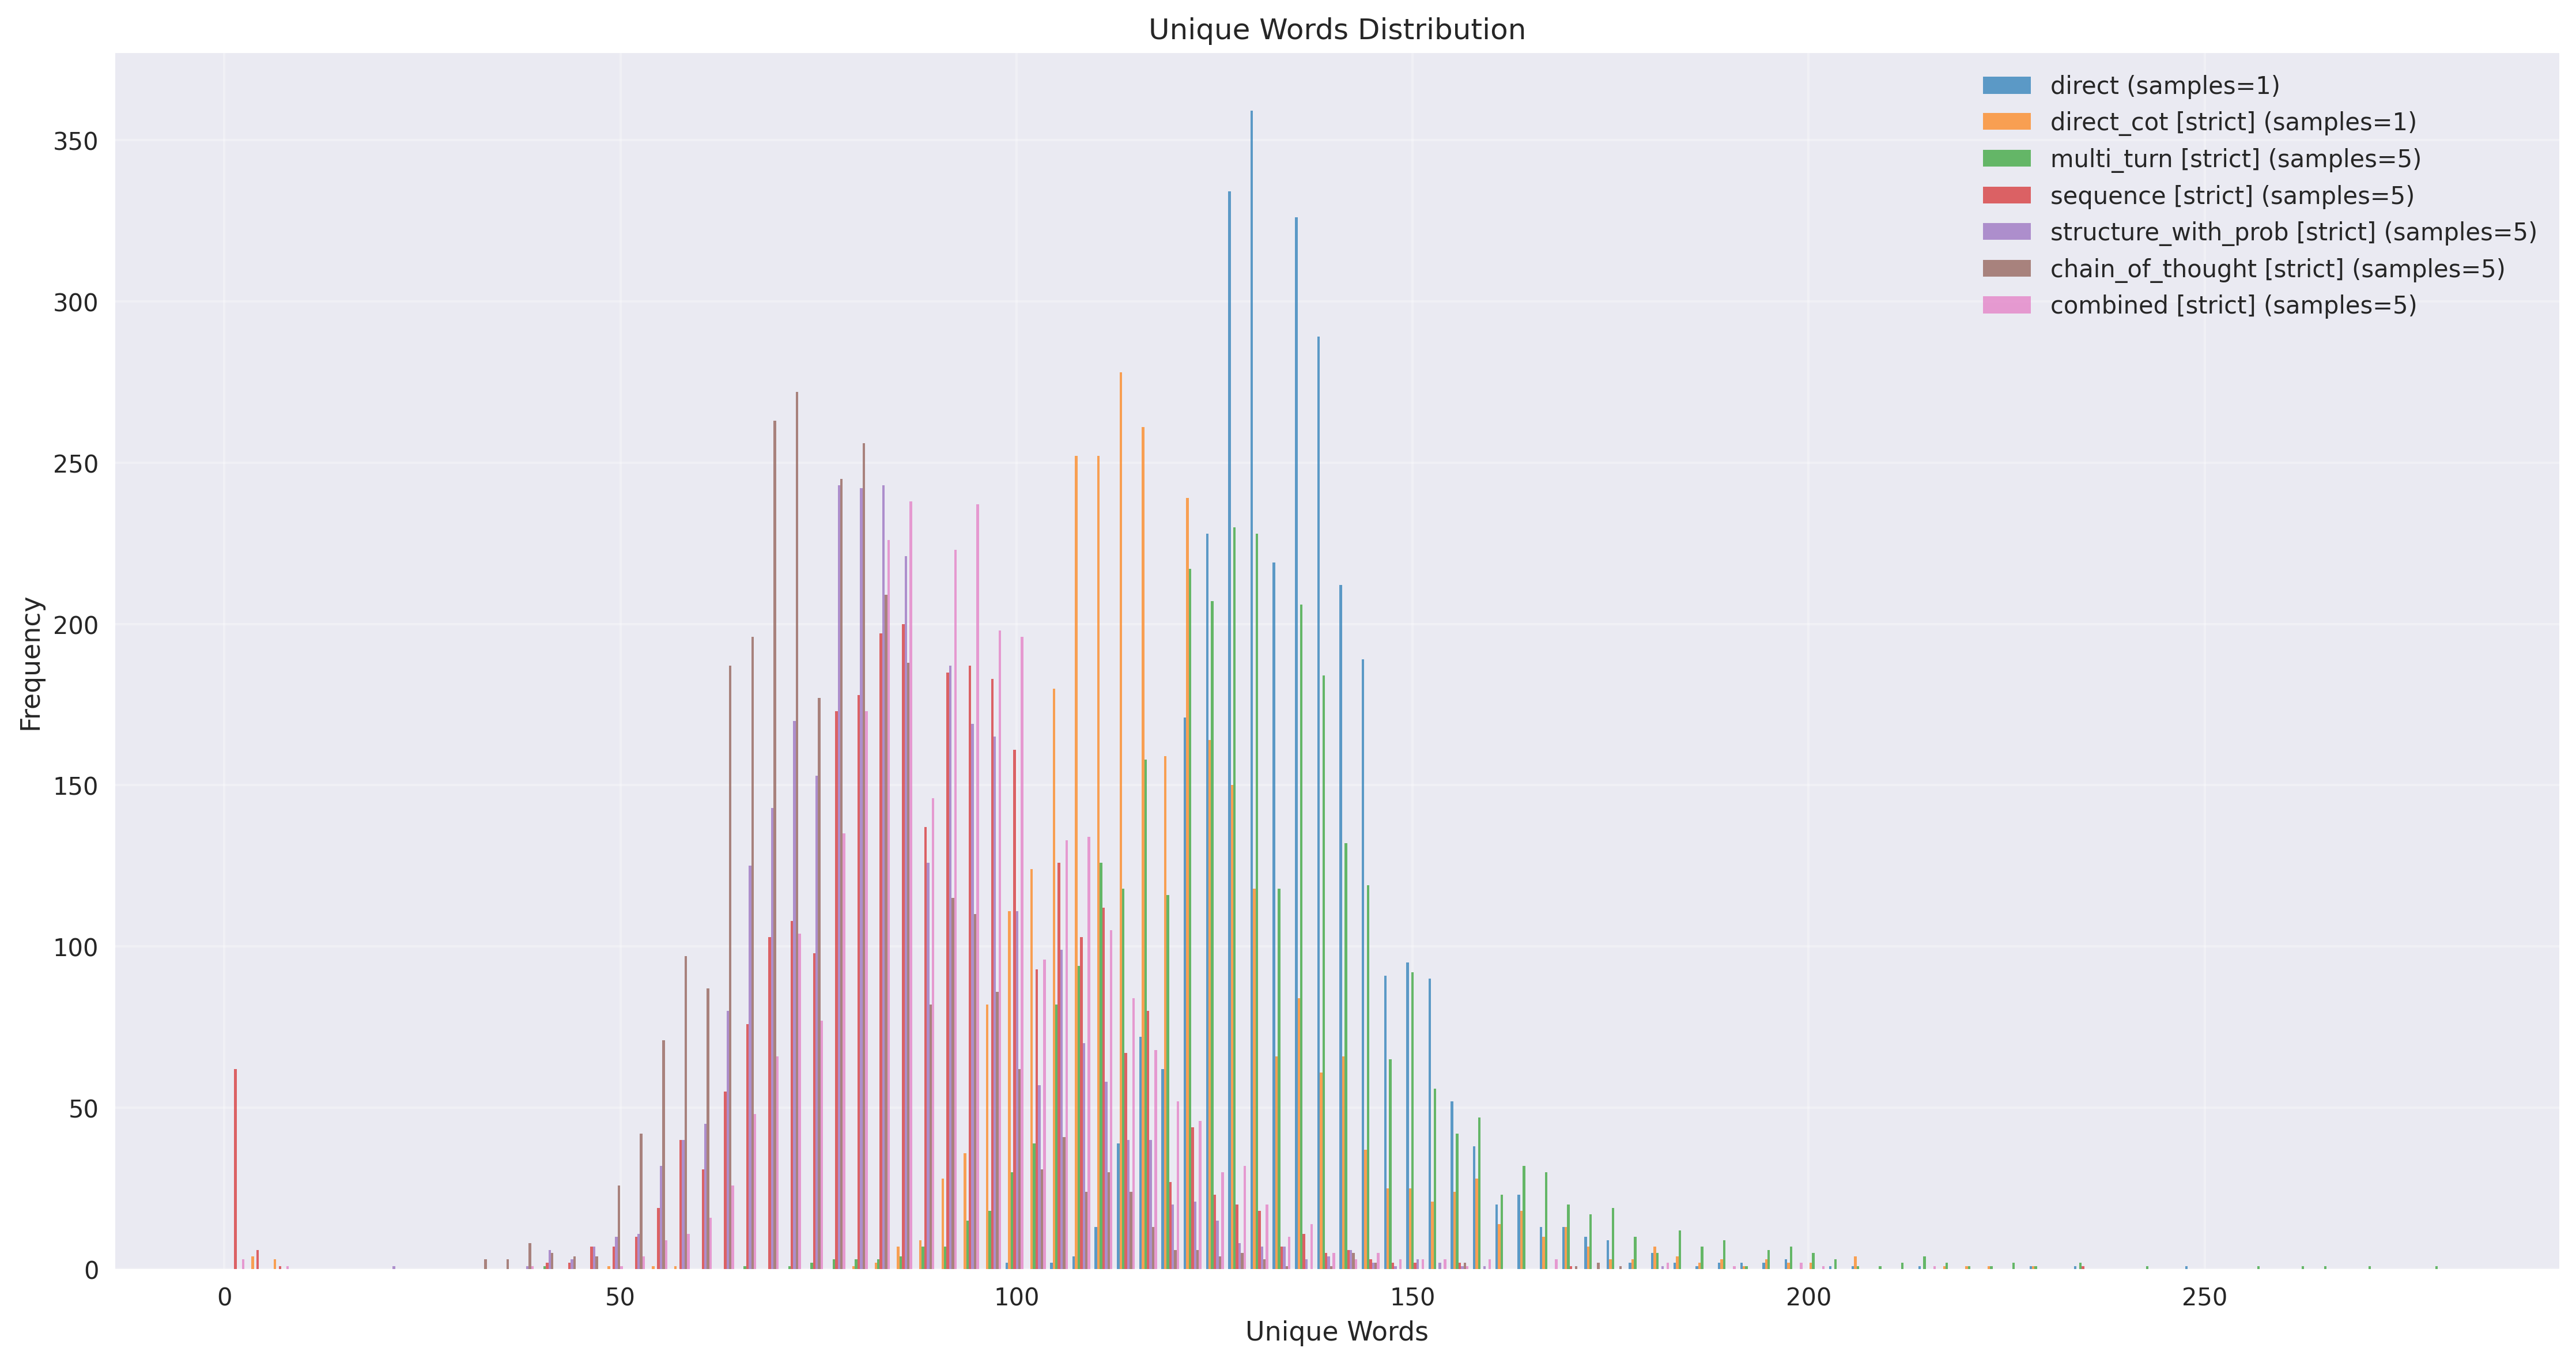 Unique Words Distribution
direct (samples=1)
direct_cot [strict] (samples=1)
multi_turn [strict] (samples=5)
sequence [strict] (samples=5)
structure_with_prob [strict] (samples=5)
chain_of_thought [strict] (samples=5)
combined [strict] (samples=5)
Frequency
350
300
250
200
150
100
50
0
0 50 100 150 200 250
Unique Words